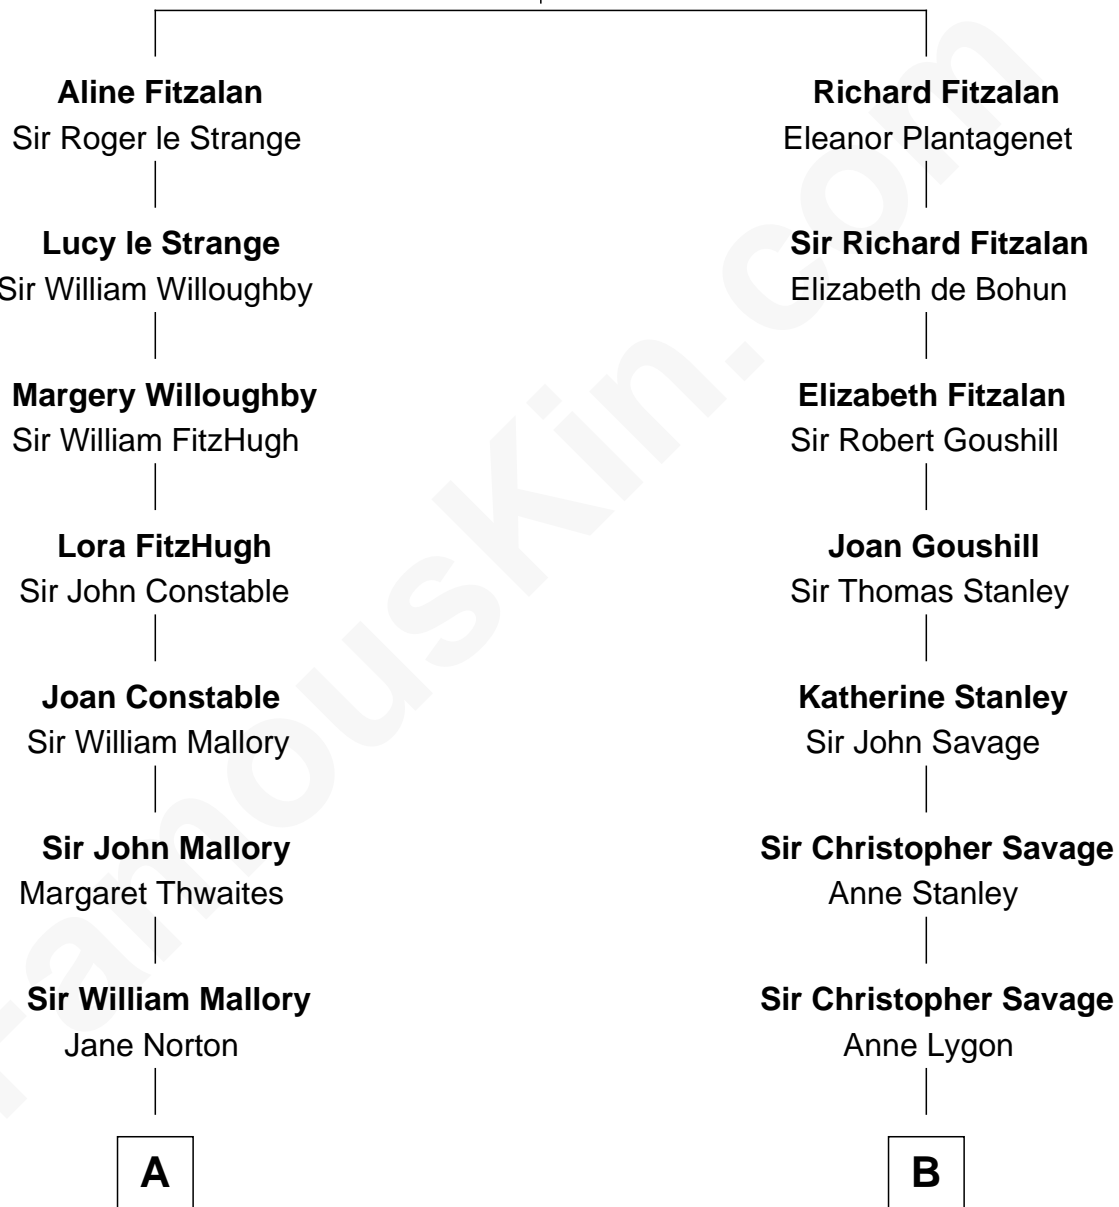 Aline Fitzalan
Sir Roger le Strange
Lucy le Strange
Sir William Willoughby
Margery Willoughby
Sir William FitzHugh
Lora FitzHugh
Sir John Constable
Joan Constable
Sir William Mallory
Sir John Mallory
Margaret Thwaites
Sir William Mallory
Jane Norton
A
Richard Fitzalan
Eleanor Plantagenet
Sir Richard Fitzalan
Elizabeth de Bohun
Elizabeth Fitzalan
Sir Robert Goushill
Joan Goushill
Sir Thomas Stanley
Katherine Stanley
Sir John Savage
Sir Christopher Savage
Anne Stanley
Sir Christopher Savage
Anne Lygon
B
FamousKin.com